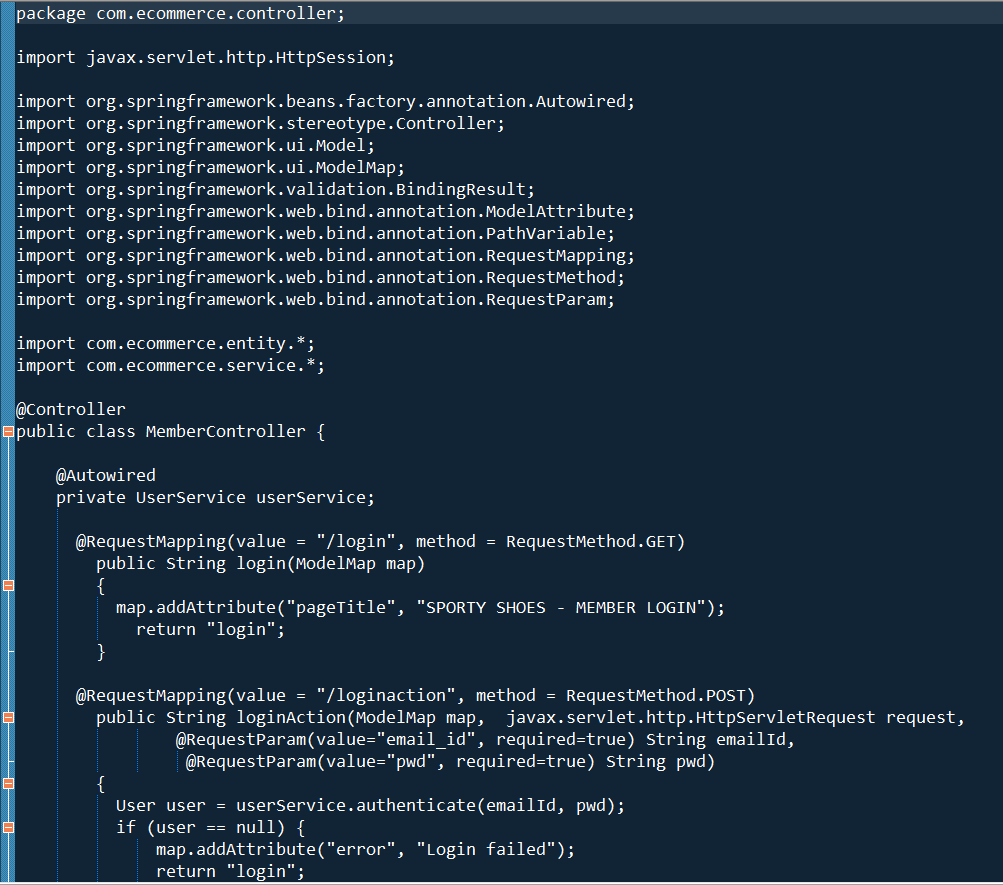 package com.ecommerce.controller;
import javax.servlet.http.HttpSession;
import org.springframework.beans.factory.annotation.Autowired;
import org.springframework.stereotype.Controller;
import org.springframework.ui.Model;
import org.springframework.ui.ModelMap;
import org.springframework.validation.BindingResult;
import org.springframework.web.bind.annotation.ModelAttribute;
import org.springframework.web.bind.annotation.PathVariable;
import org.springframework.web.bind.annotation.RequestMapping;
import org.springframework.web.bind.annotation.RequestMethod;
import org.springframework.web.bind.annotation.RequestParam;
import com.ecommerce.entity.*;
import com.ecommerce.service.*;
@Controller
public class MemberController {
@Autowired
private UserService userService;
@RequestMapping(value = "/login", method = RequestMethod.GET)
public String login(ModelMap map)
{
map.addAttribute("pageTitle", "SPORTY SHOES - MEMBER LOGIN");
return "login";
}
@RequestMapping(value = "/loginaction", method = RequestMethod.POST)
public String loginAction(ModelMap map,  javax.servlet.http.HttpServletRequest request,
@RequestParam(value="email_id", required=true) String emailId,
@RequestParam(value="pwd", required=true) String pwd)
{
User user = userService.authenticate(emailId, pwd);
if (user == null) {
map.addAttribute("error", "Login failed");
return "login";